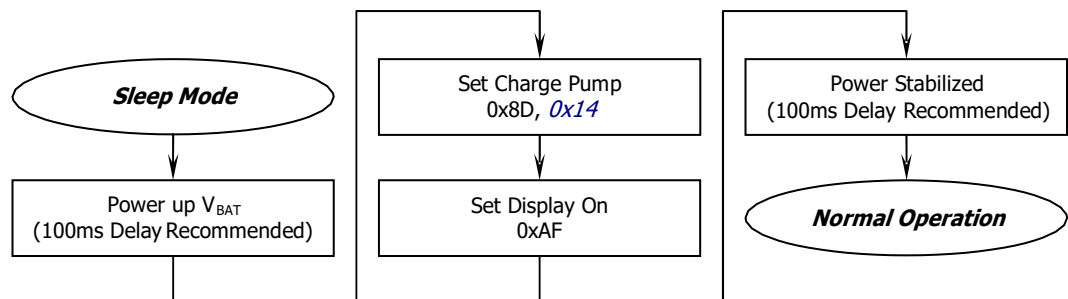 Sleep Mode
Power up V_BAT
(100ms Delay Recommended)
Set Charge Pump
0x8D, 0x14
Set Display On
0xAF
Power Stabilized
(100ms Delay Recommended)
Normal Operation